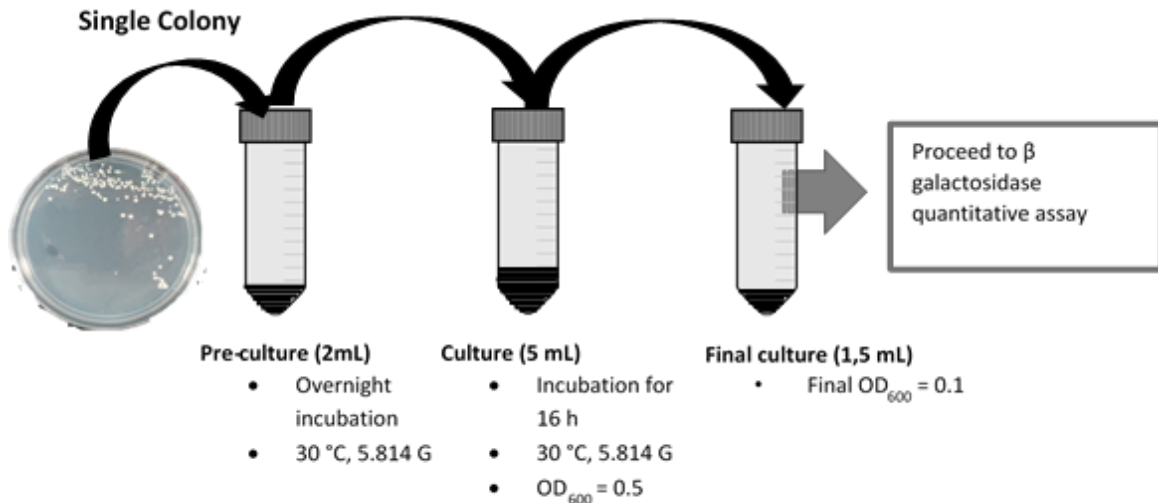 Single Colony
Proceed to β
galactosidase
quantitative assay
Pre-culture (2mL)
• Overnight
incubation
• 30 °C, 5.814 G
Culture (5 mL)
• Incubation for
16 h
• 30 °C, 5.814 G
• OD600 = 0.5
Final culture (1,5 mL)
• Final OD600 = 0.1